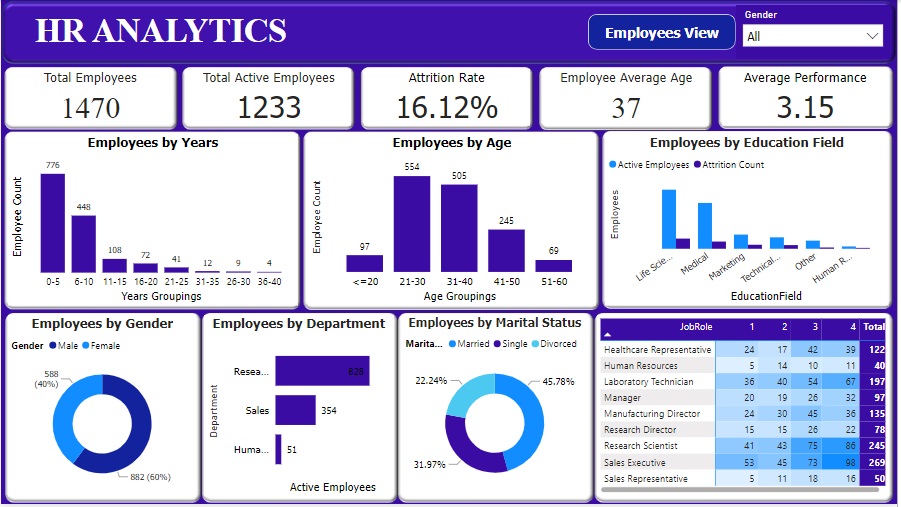 HR ANALYTICS
Employees View
Gender
All
Total Employees
1470
Total Active Employees
1233
Attrition Rate
16.12%
Employee Average Age
37
Average Performance
3.15
Employees by Years
Employee Count
776
448
108
72
41
12
9
4
0-5 6-10 11-15 16-20 21-25 31-35 26-30 36-40
Years Groupings
Employees by Age
Employee Count
97
554
505
245
69
<=20 21-30 31-40 41-50 51-60
Age Groupings
Employees by Education Field
Active Employees Attrition Count
Employees
Life Scie... Medical Marketing Technical... Other Human R...
EducationField
Employees by Gender
Gender Male Female
588
(40%)
882 (60%)
Employees by Department
Department
Resea... 828
Sales 354
Huma... 51
Active Employees
Employees by Marital Status
Marita... Married Single Divorced
22.24%
45.78%
31.97%
JobRole 1 2 3 4 Total
Healthcare Representative 24 17 42 39 122
Human Resources 5 14 10 11 40
Laboratory Technician 36 40 54 67 197
Manager 20 19 26 32 97
Manufacturing Director 24 30 45 36 135
Research Director 15 15 26 22 78
Research Scientist 41 43 75 86 245
Sales Executive 53 45 73 98 269
Sales Representative 5 11 18 16 50